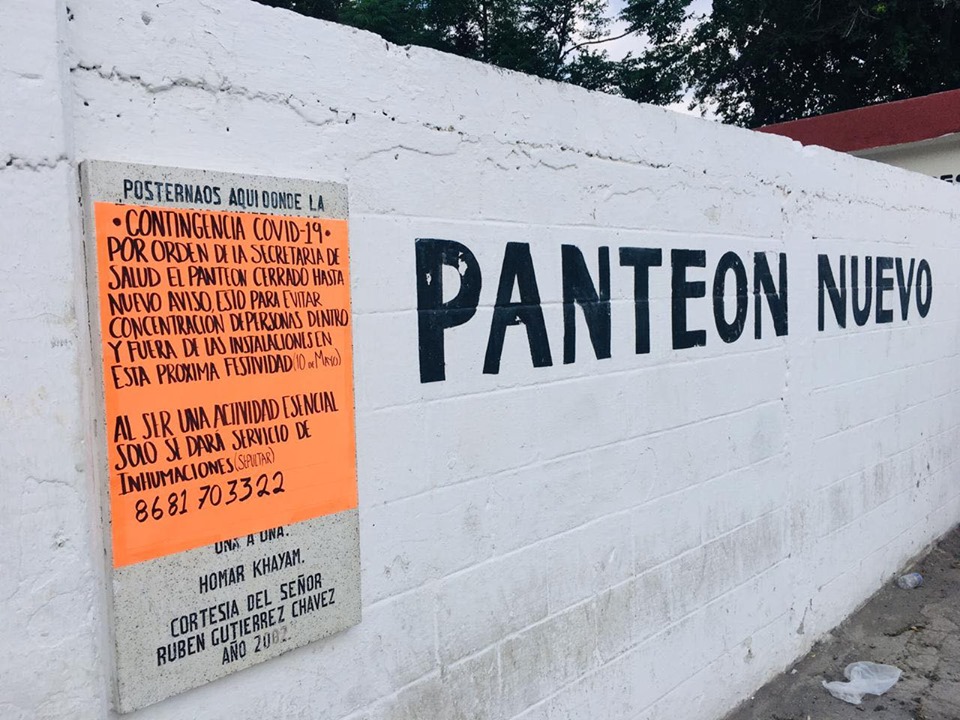 POSTERNAOS AQUI DONDE LA
• CONTINGENCIA COVID-19 •
POR ORDEN DE LA SECRETARIA DE
SALUD EL PANTEON CERRADO HASTA
NUEVO AVISO, ESTO PARA EVITAR
CONCENTRACION DE PERSONAS DENTRO
Y FUERA DE LAS INSTALACIONES EN
ESTA PROXIMA FESTIVIDAD (10 de MAYO)
AL SER UNA ACTIVIDAD ESENCIAL
SOLO SE DARA SERVICIO DE
INHUMACIONES (SEPULTAR)
8681 703322
UNA A UNA.
HOMAR KHAYAM.
CORTESIA DEL SEÑOR
RUBEN GUTIERREZ CHAVEZ
AÑO 2002.
PANTEON NUEVO